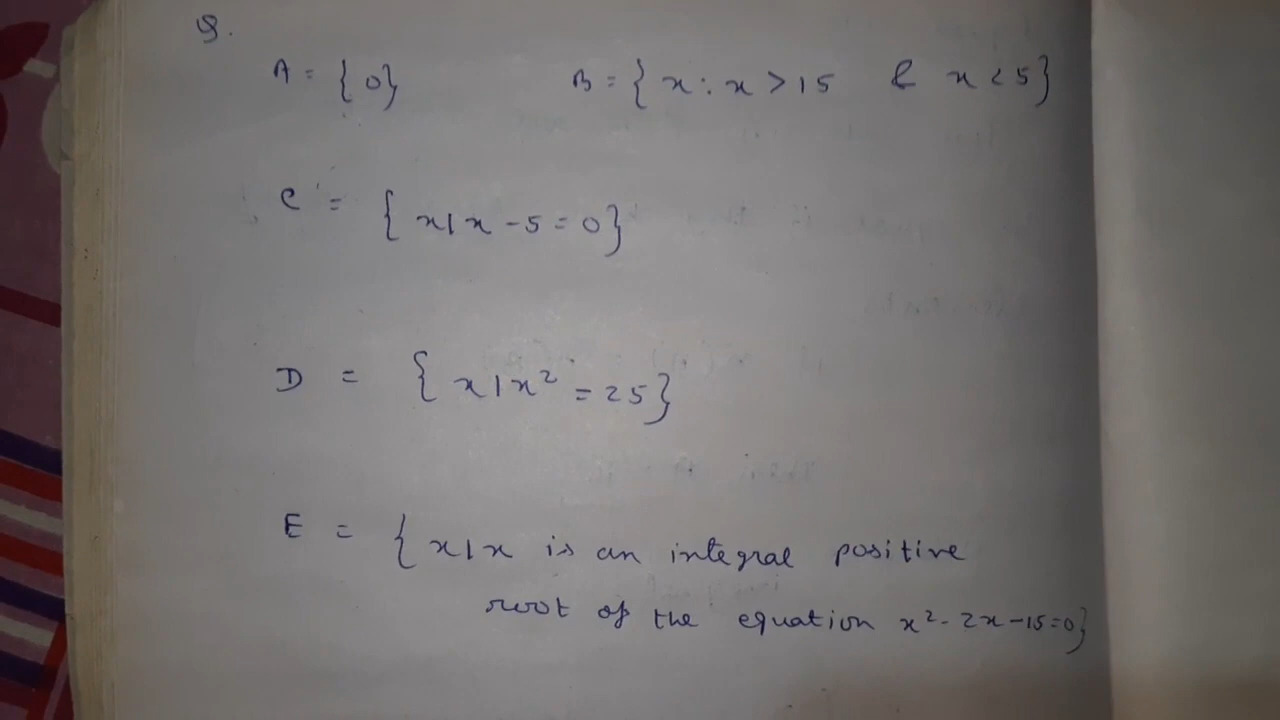 Q.
A = {0} B = {x : x > 15 & x < 5}
C = {x | x - 5 = 0}
D = {x | x² = 25}
E = {x | x is an integral positive
root of the equation x² - 2x - 15 = 0}